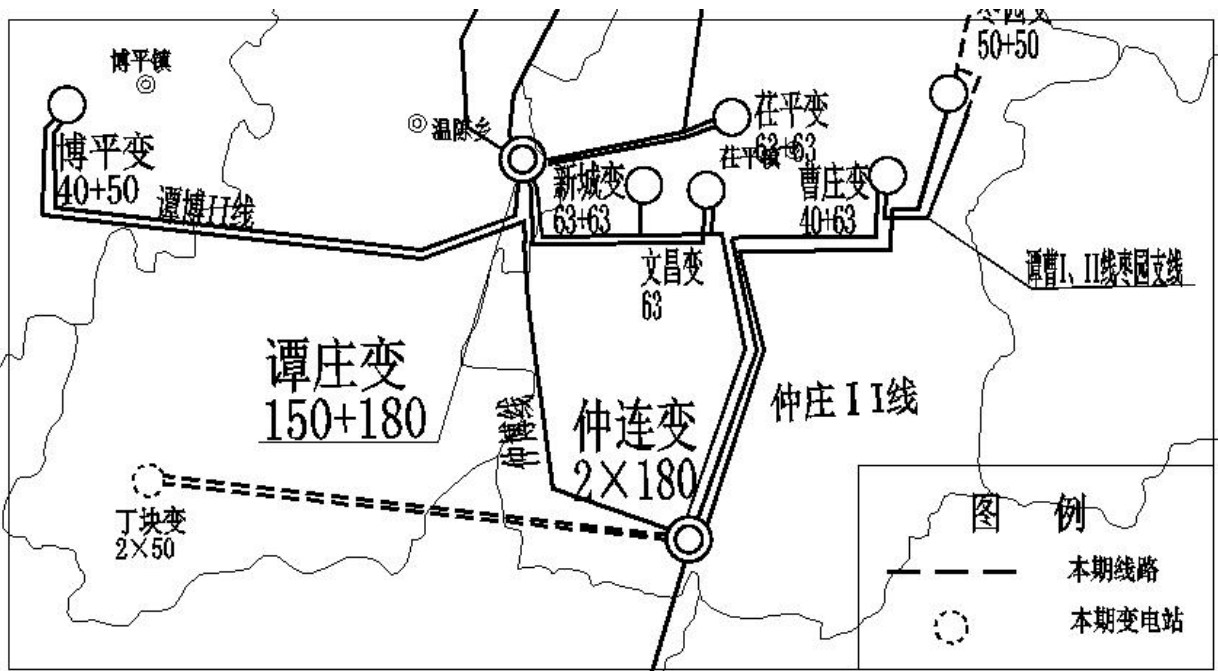 50+50
博平镇
温陈乡
茌平变
63+63
茌平镇
博平变
40+50
谭博II线
新城变
63+63
曹庄变
40+63
文昌变
63
谭曹I、II线枣园支线
谭庄变
150+180
仲博线
仲连变
2×180
仲庄II线
丁块变
2×50
图 例
本期线路
本期变电站